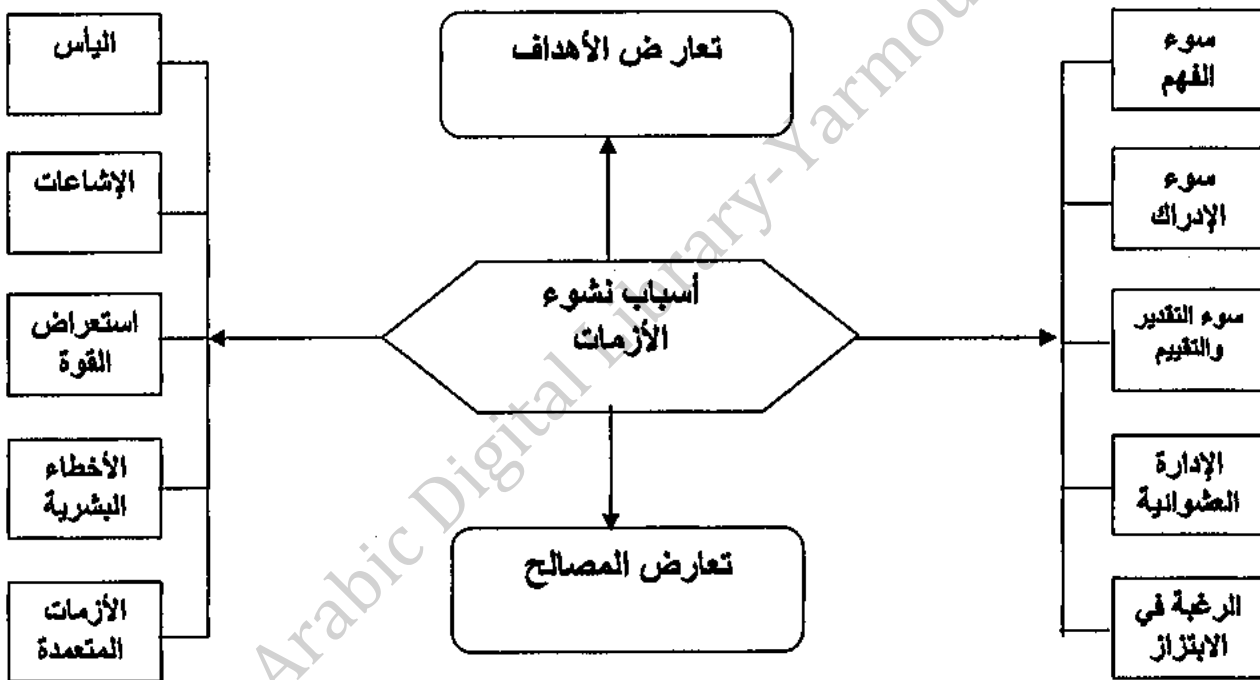 تعارض الأهداف
سوء
الفهم
سوء
الإدراك
سوء التقدير
والتقييم
الإدارة
العشوائية
الرغبة في
الابتزاز
أسباب نشوء
الأزمات
تعارض المصالح
اليأس
الإشاعات
استعراض
القوة
الأخطاء
البشرية
الأزمات
المتعمدة
Arabic Digital Library-Yarmou